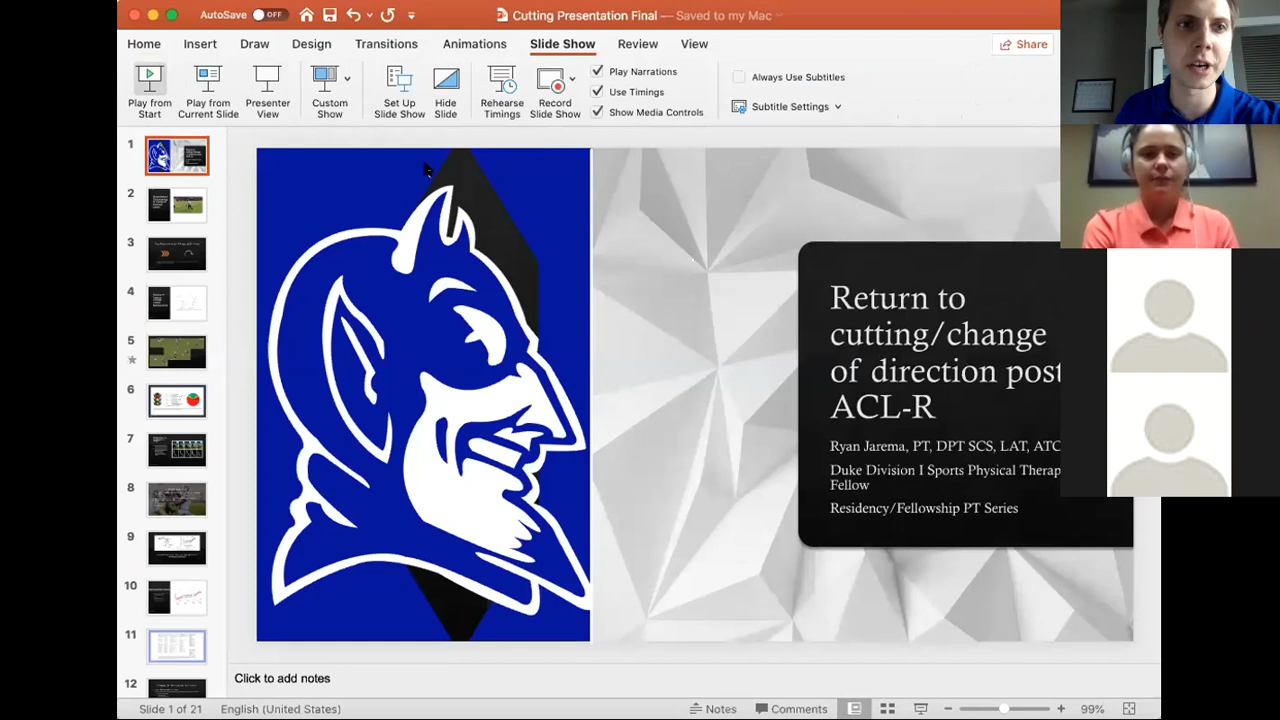 AutoSave OFF Cutting Presentation Final — Saved to my Mac
Home Insert Draw Design Transitions Animations Slide Show Review View Share
Play from Start
Play from Current Slide
Presenter View
Custom Show
Set Up Slide Show
Hide Slide
Rehearse Timings
Record Slide Show
Play Narrations
Use Timings
Show Media Controls
Always Use Subtitles
Subtitle Settings
1
2
3
4
5
6
7
8
9
10
11
12
Return to
cutting/change
of direction post
ACL-R
Ryan Jarema, PT, DPT SCS, LAT, ATC
Duke Division I Sports Physical
Fellow
Residency/Fellowship PT Series
Click to add notes
Slide 1 of 21 English (United States) Notes Comments 99%